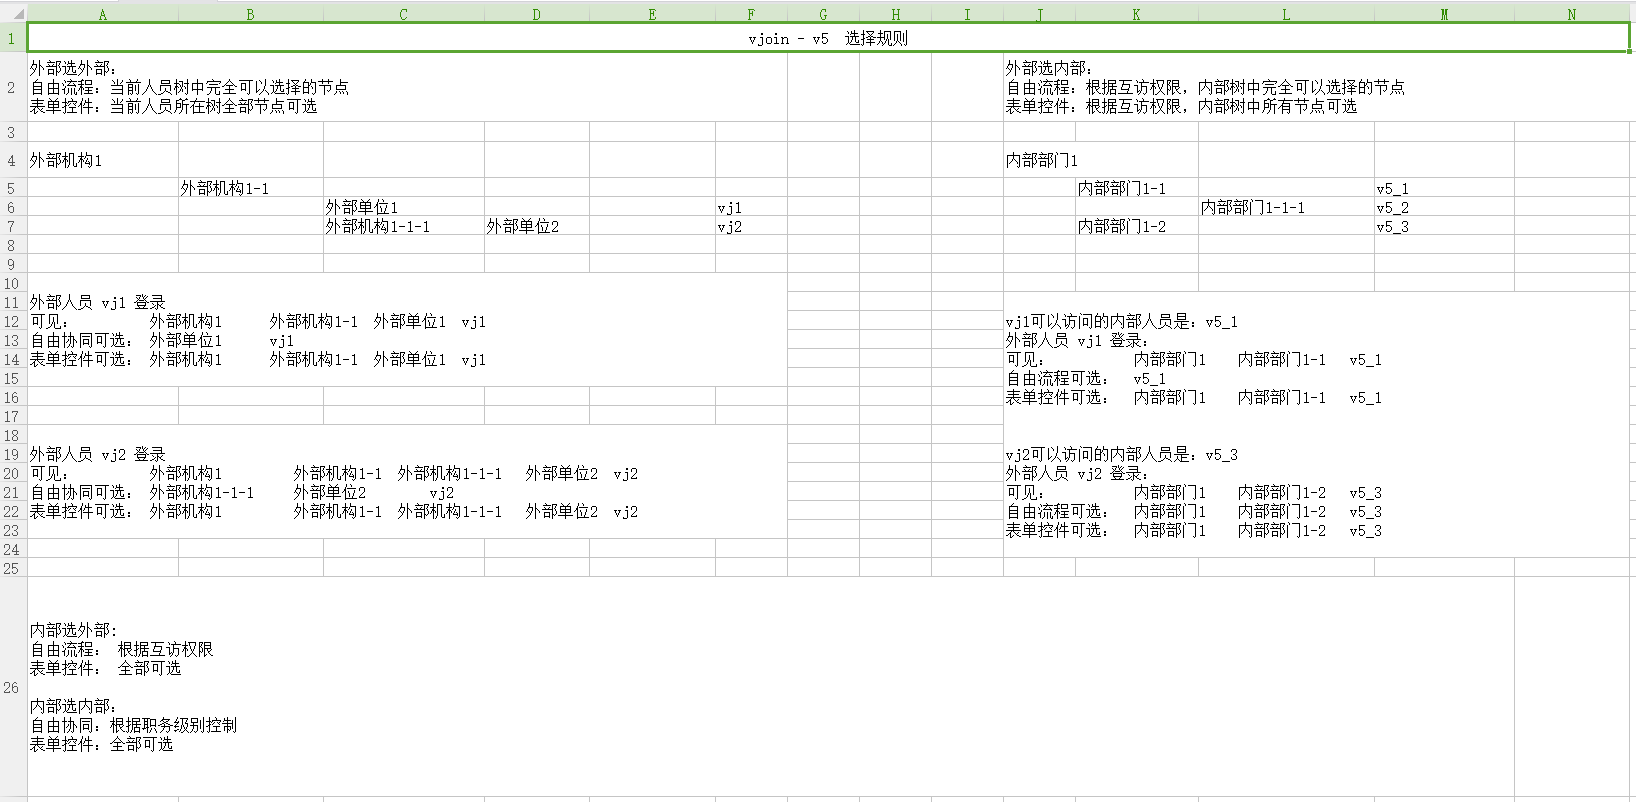 A B C D E F G H I J K L M N
1 vjoin - v5 选择规则
2
外部选外部：
自由流程：当前人员树中完全可以选择的节点
表单控件：当前人员所在树全部节点可选
外部选内部：
自由流程：根据互访权限，内部树中完全可以选择的节点
表单控件：根据互访权限，内部树中所有节点可选
3
4 外部机构1 内部部门1
5 外部机构1-1 内部部门1-1 v5_1
6 外部单位1 vj1 内部部门1-1-1 v5_2
7 外部机构1-1-1 外部单位2 vj2 内部部门1-2 v5_3
8
9
10
11
12
13
14
15
16
17
外部人员 vj1 登录
可见： 外部机构1 外部机构1-1 外部单位1 vj1
自由协同可选： 外部单位1 vj1
表单控件可选： 外部机构1 外部机构1-1 外部单位1 vj1
vj1可以访问的内部人员是：v5_1
外部人员 vj1 登录：
可见： 内部部门1 内部部门1-1 v5_1
自由流程可选： v5_1
表单控件可选： 内部部门1 内部部门1-1 v5_1
18
19
20
21
22
23
24
25
外部人员 vj2 登录
可见： 外部机构1 外部机构1-1 外部机构1-1-1 外部单位2 vj2
自由协同可选： 外部机构1-1-1 外部单位2 vj2
表单控件可选： 外部机构1 外部机构1-1 外部机构1-1-1 外部单位2 vj2
vj2可以访问的内部人员是：v5_3
外部人员 vj2 登录：
可见： 内部部门1 内部部门1-2 v5_3
自由流程可选： 内部部门1 内部部门1-2 v5_3
表单控件可选： 内部部门1 内部部门1-2 v5_3
26
内部选外部：
自由流程： 根据互访权限
表单控件： 全部可选
内部选内部：
自由协同：根据职务级别控制
表单控件：全部可选